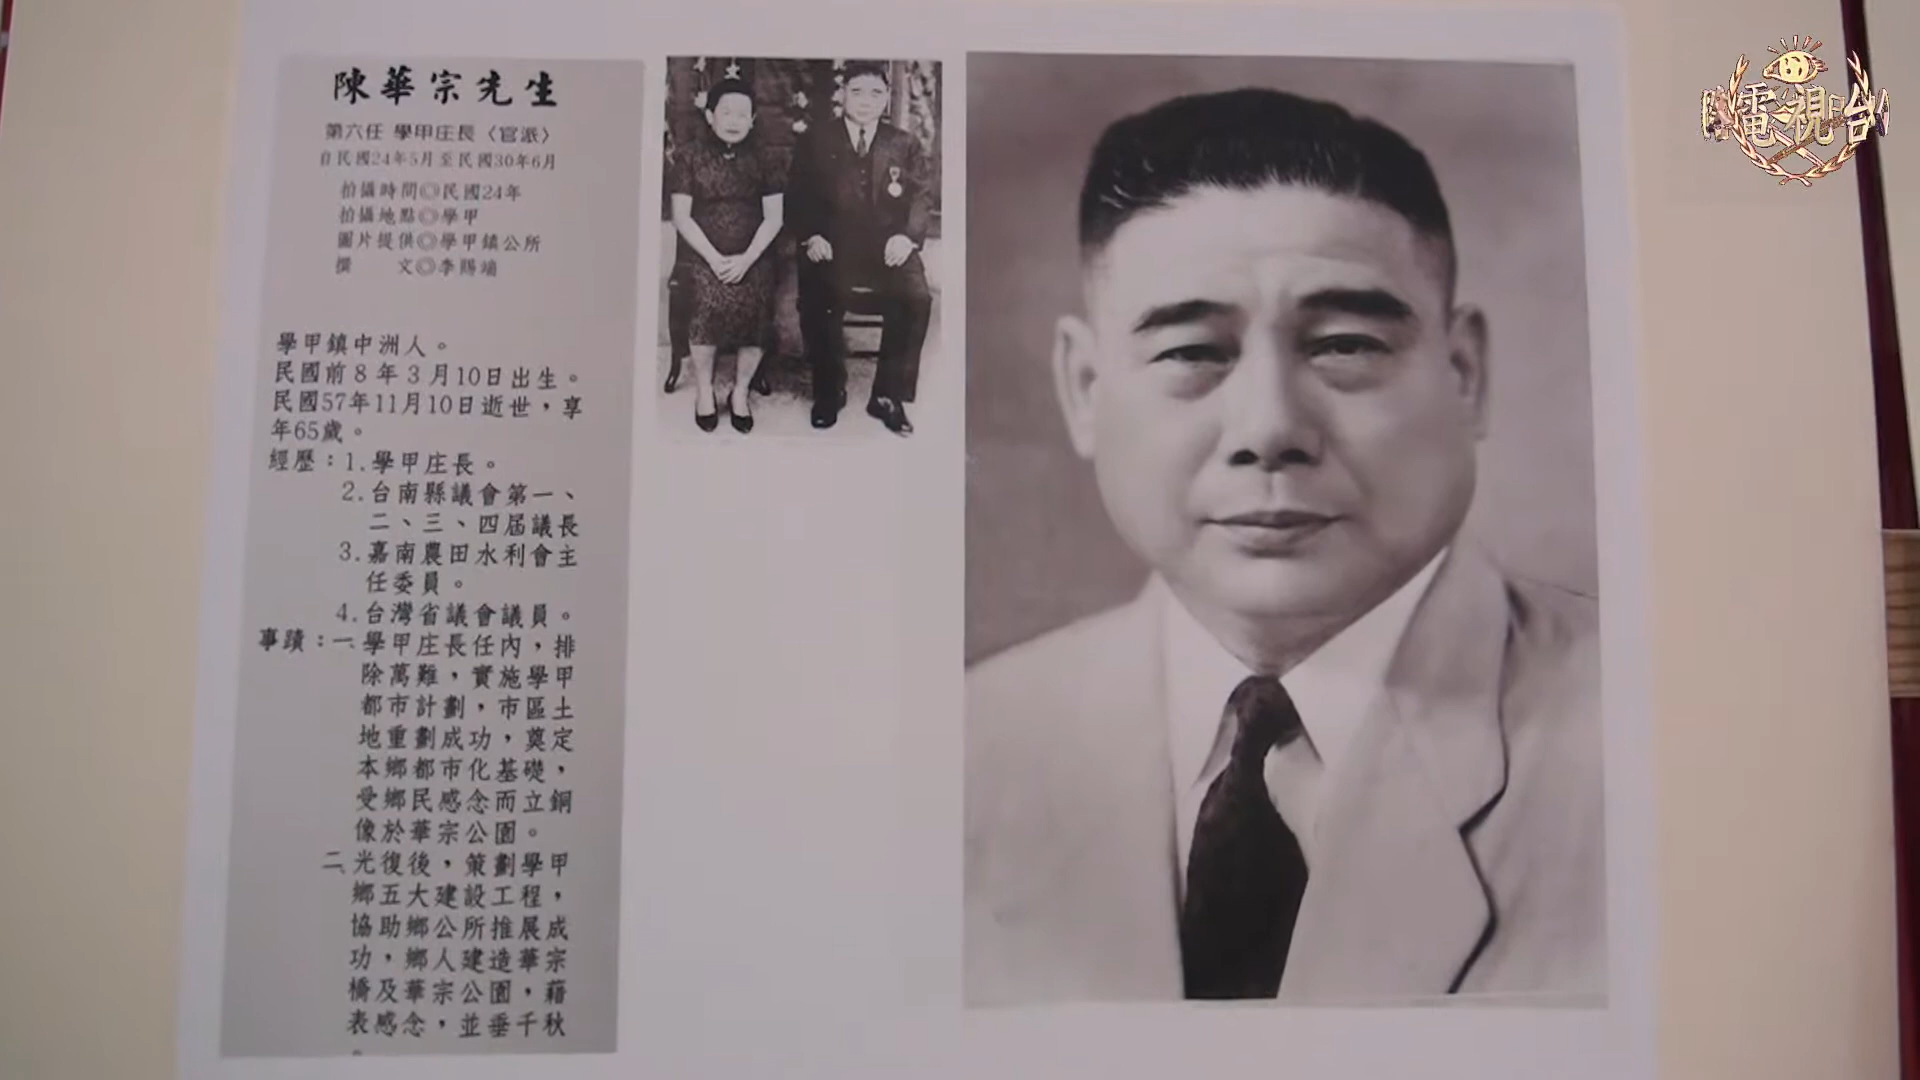 陳華宗先生
第六任 學甲庄長〈官派〉
自民國24年5月至民國30年6月
拍攝時間◎民國24年
拍攝地點◎學甲
圖片提供◎學甲鎮公所
撰　　文◎李賜端
學甲鎮中洲人。
民國前8年3月10日出生。
民國57年11月10日逝世，享
年65歲。
經歷：1.學甲庄長。
2.台南縣議會第一、
二、三、四屆議長
3.嘉南農田水利會主
任委員。
4.台灣省議會議員。
事蹟：一、學甲庄長任內，排
除萬難，實施學甲
都市計劃，市區土
地重劃成功，奠定
本鄉都市化基礎，
受鄉民感念而立銅
像於華宗公園。
二、光復後，策劃學甲
鄉五大建設工程，
協助鄉公所推展成
功，鄉人建造華宗
橋及華宗公園，藉
表感念，並垂千秋
。
電視台